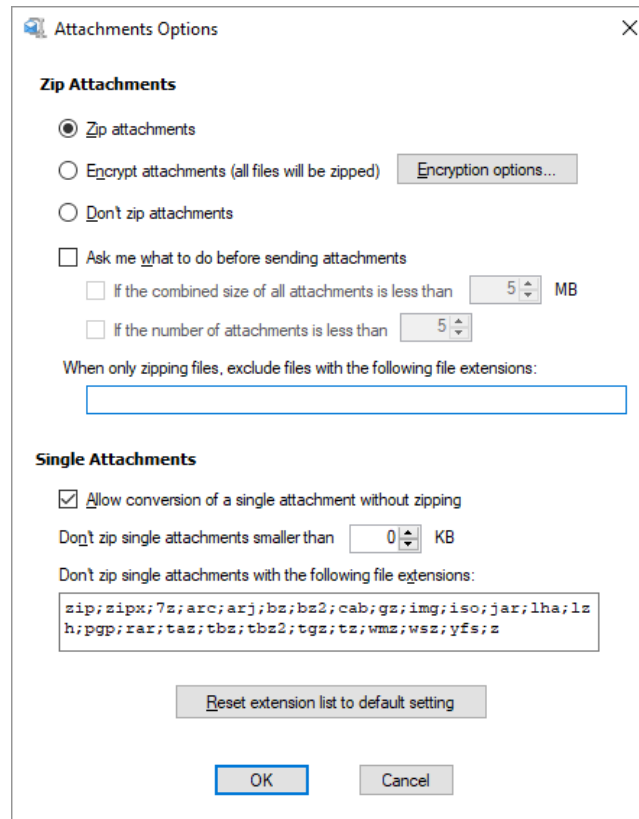 Attachments Options
Zip Attachments
Zip attachments
Encrypt attachments (all files will be zipped) Encryption options...
Don't zip attachments
Ask me what to do before sending attachments
If the combined size of all attachments is less than 5 MB
If the number of attachments is less than 5
When only zipping files, exclude files with the following file extensions:
Single Attachments
Allow conversion of a single attachment without zipping
Don't zip single attachments smaller than 0 KB
Don't zip single attachments with the following file extensions:
zip;zipx;7z;arc;arj;bz;bz2;cab;gz;img;iso;jar;lha;lz
h;pgp;rar;taz;tbz;tbz2;tgz;tz;wmz;wsz;yfs;z
Reset extension list to default setting
OK Cancel